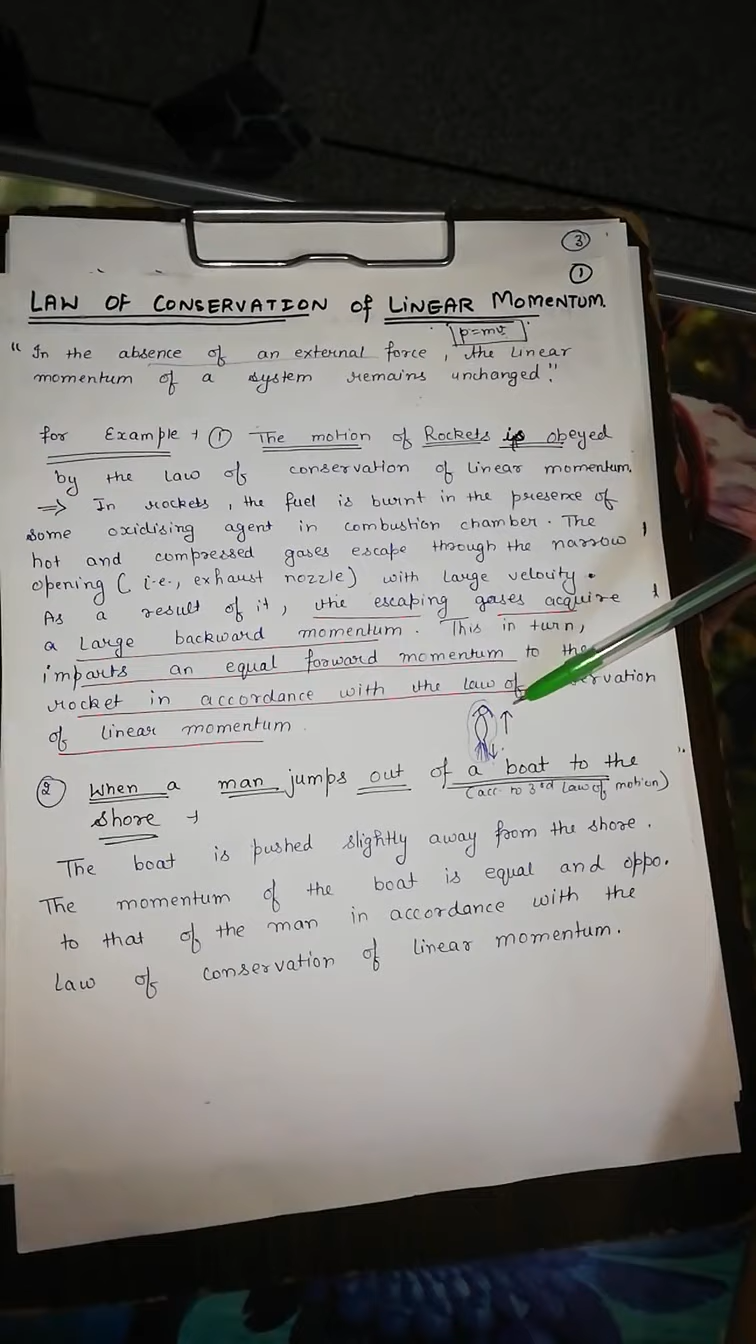 3
1
LAW OF CONSERVATION of LINEAR MOMENTUM.
p=mv
"In the absence of an external force, the linear
momentum of a system remains unchanged."
for Example → 1 The motion of Rockets is obeyed
by the law of conservation of linear momentum.
⇒ In rockets, the fuel is burnt in the presence of
some oxidising agent in combustion chamber. The
hot and compressed gases escape through the narrow
opening (i.e., exhaust nozzle) with large velocity.
As a result of it, the escaping gases acquire
a large backward momentum. This in turn,
imparts an equal forward momentum to the
rocket in accordance with the law of
of linear momentum
2 When a man jumps out of a boat to the
(acc. to 3rd law of motion)
shore →
The boat is pushed slightly away from the shore.
The momentum of the boat is equal and oppo.
to that of the man in accordance with the
law of conservation of linear momentum.